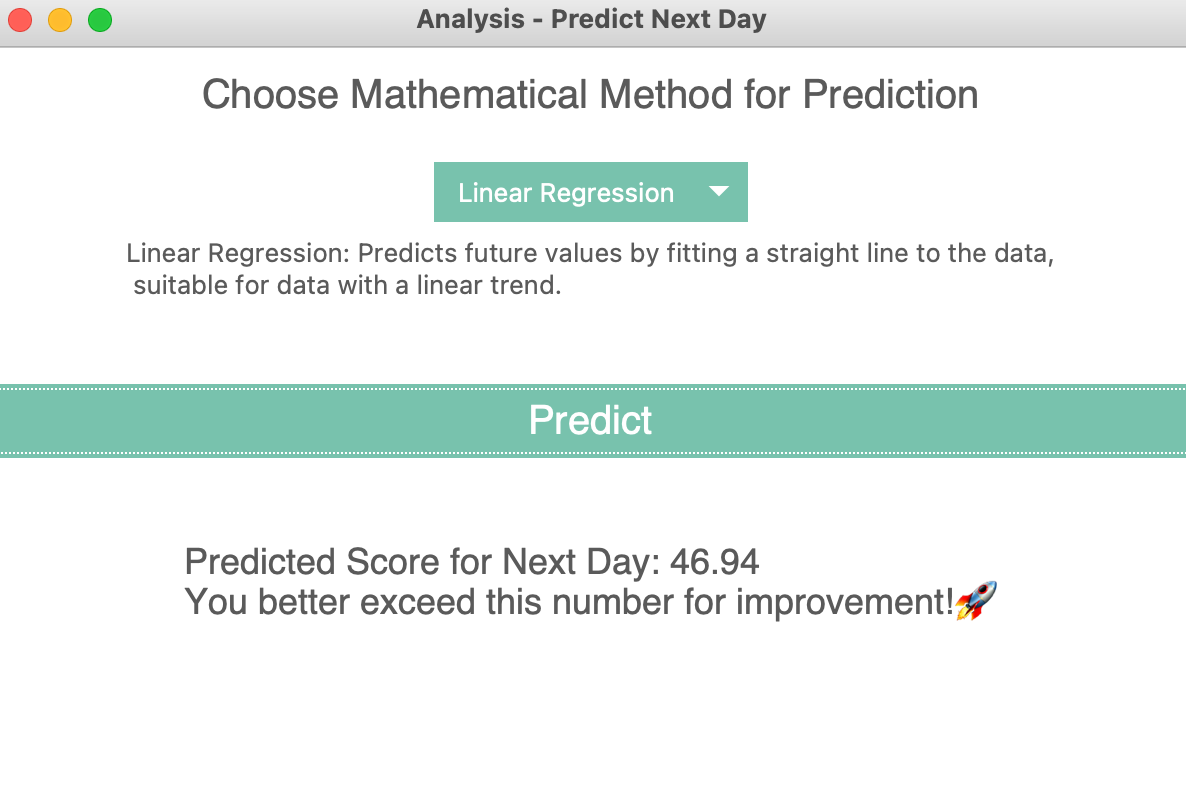 Analysis - Predict Next Day
Choose Mathematical Method for Prediction
Linear Regression
Linear Regression: Predicts future values by fitting a straight line to the data,
suitable for data with a linear trend.
Predict
Predicted Score for Next Day: 46.94
You better exceed this number for improvement!🚀